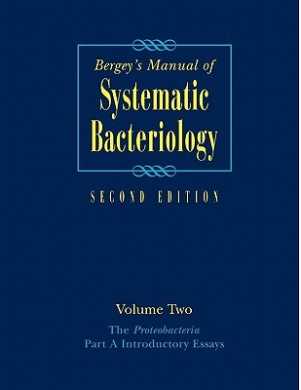 Bergey's Manual of
Systematic
Bacteriology
SECOND EDITION
Volume Two
The Proteobacteria
Part A Introductory Essays